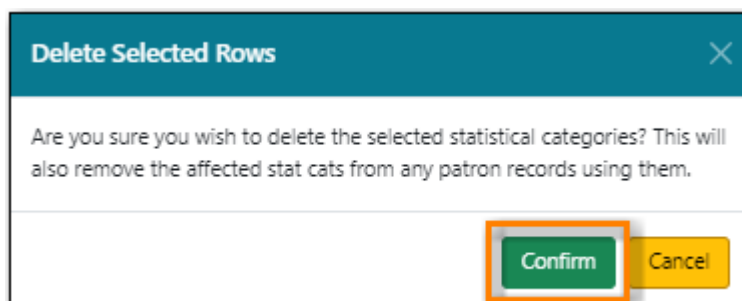 Delete Selected Rows
Are you sure you wish to delete the selected statistical categories? This will
also remove the affected stat cats from any patron records using them.
Confirm Cancel